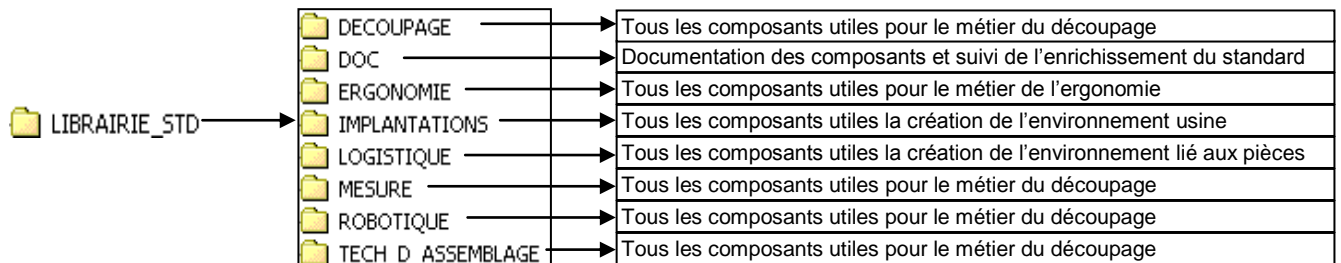 DECOUPAGE Tous les composants utiles pour le métier du découpage
DOC Documentation des composants et suivi de l’enrichissement du standard
ERGONOMIE Tous les composants utiles pour le métier de l’ergonomie
LIBRAIRIE_STD IMPLANTATIONS Tous les composants utiles la création de l’environnement usine
LOGISTIQUE Tous les composants utiles la création de l’environnement lié aux pièces
MESURE Tous les composants utiles pour le métier du découpage
ROBOTIQUE Tous les composants utiles pour le métier du découpage
TECH_D_ASSEMBLAGE Tous les composants utiles pour le métier du découpage